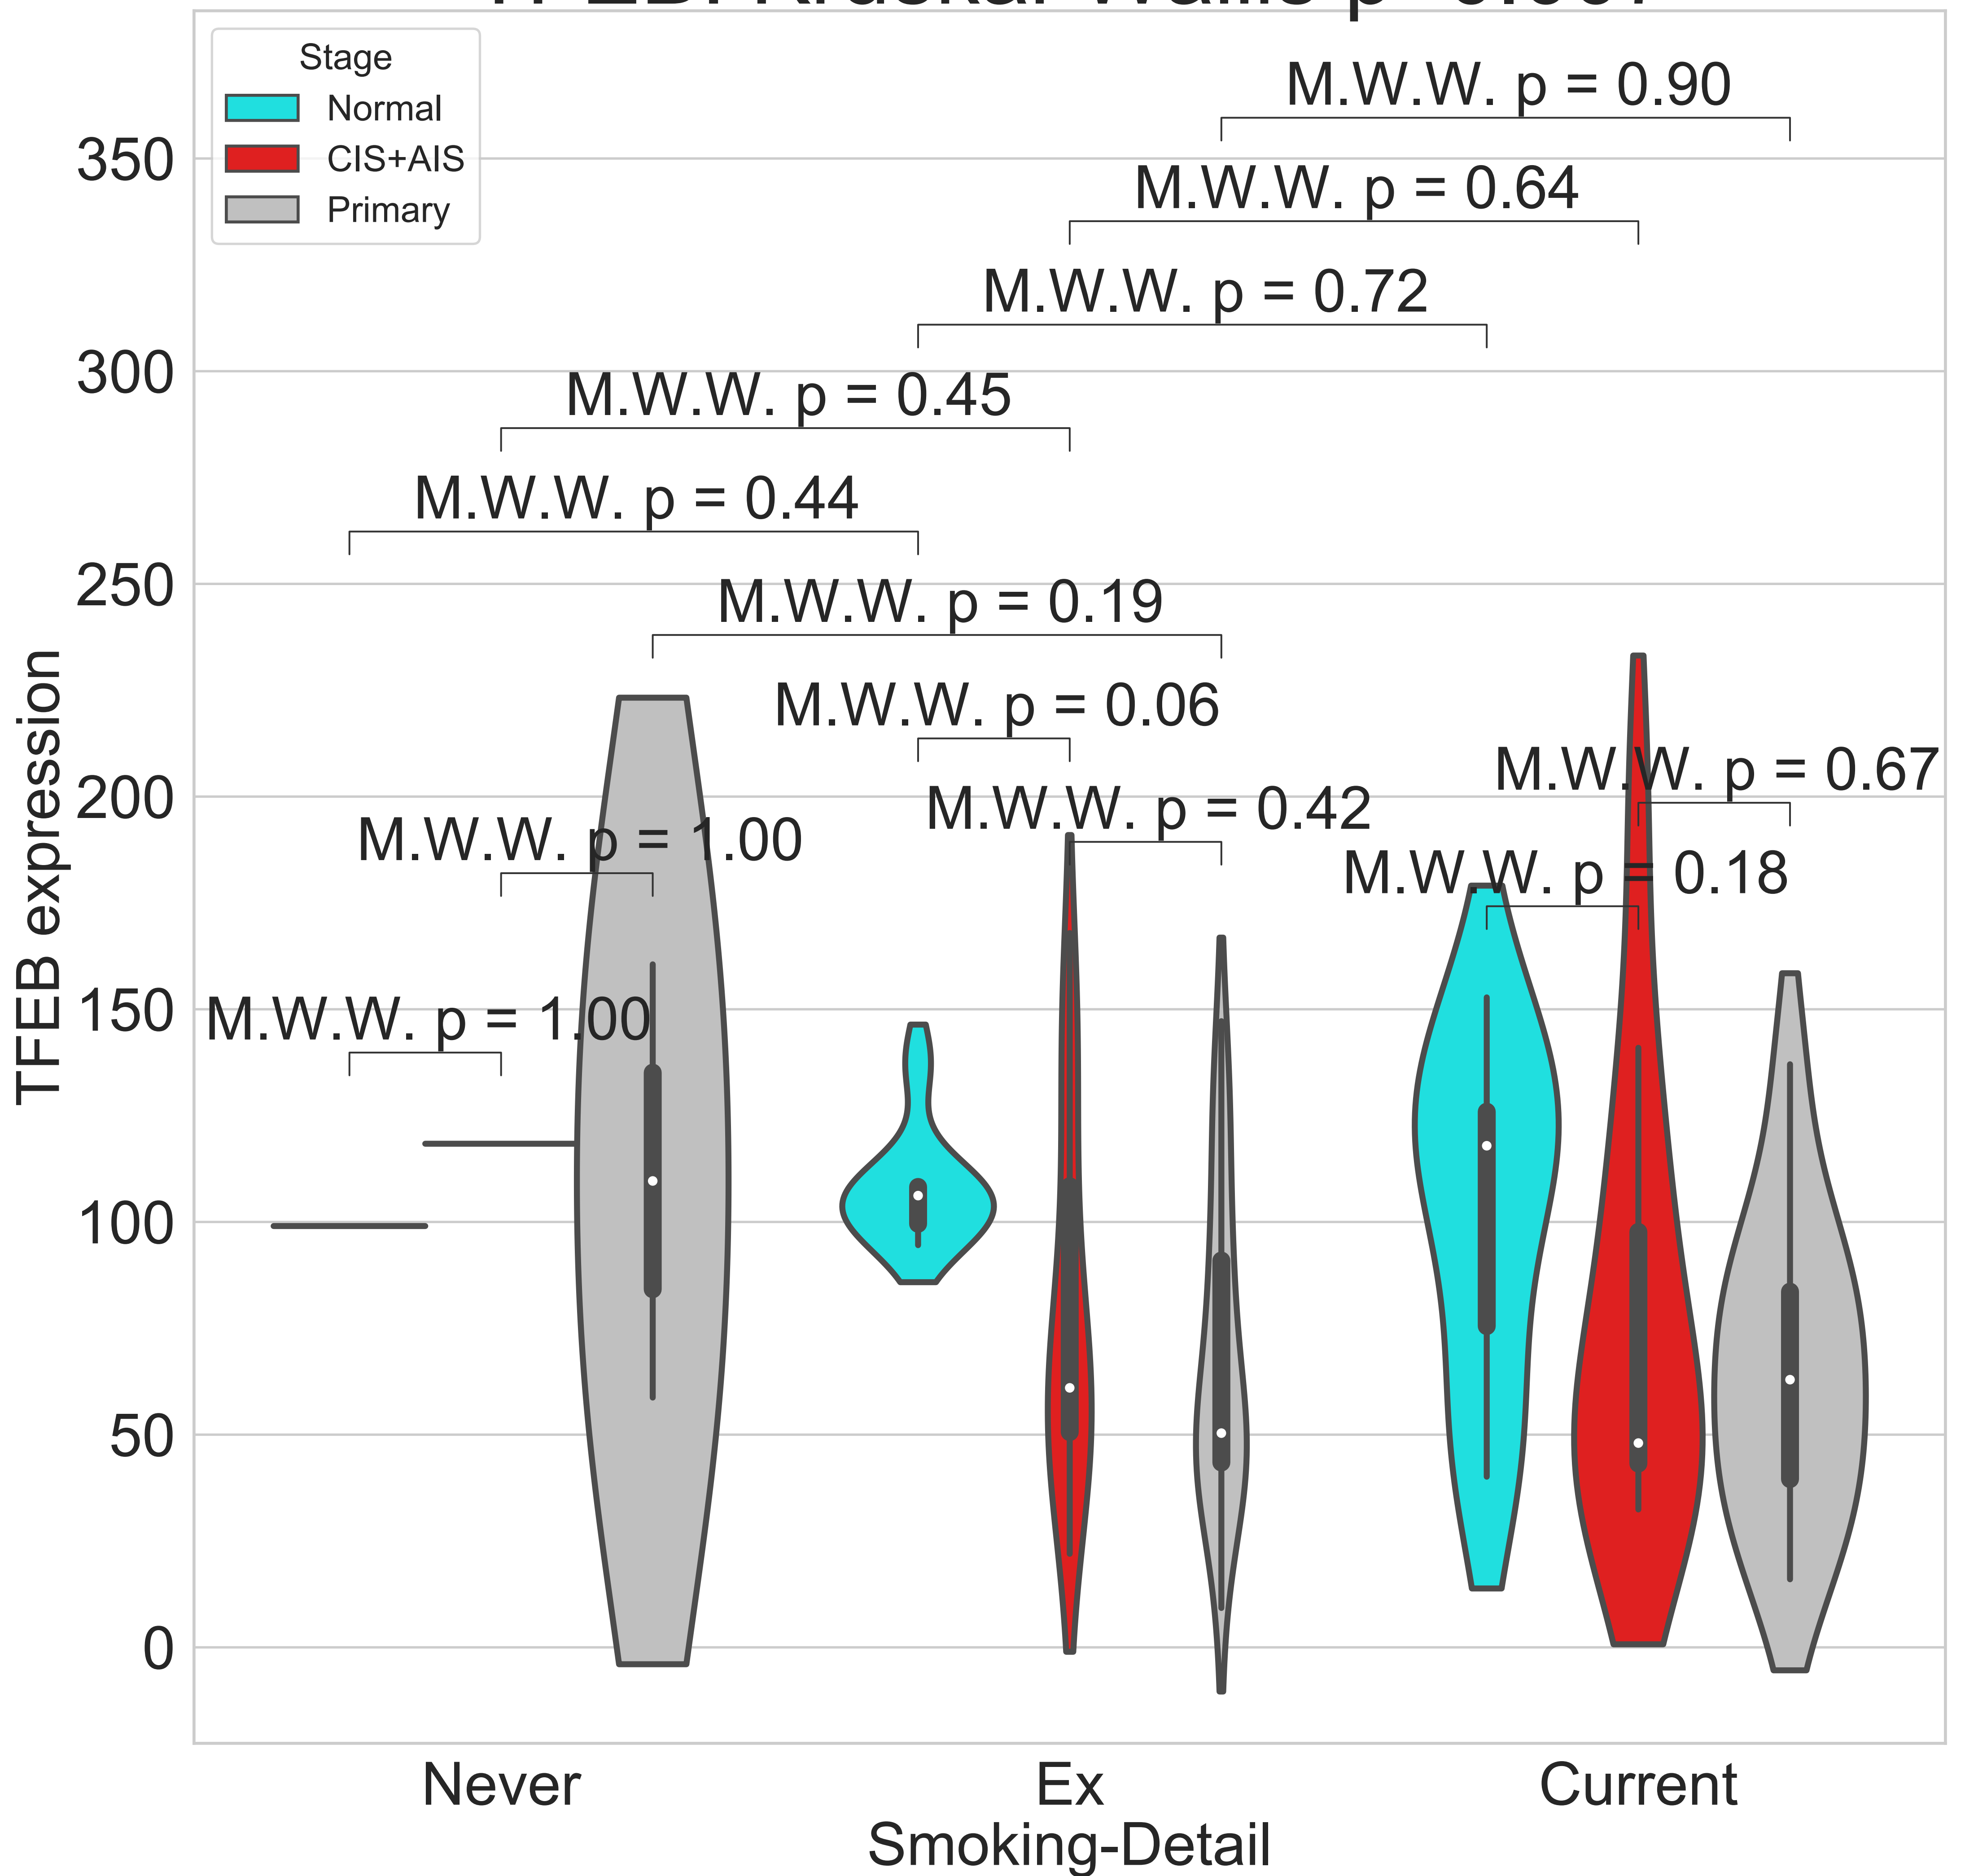 Stage
Normal
CIS+AIS
Primary
M.W.W. p = 0.90
M.W.W. p = 0.64
M.W.W. p = 0.72
M.W.W. p = 0.45
M.W.W. p = 0.44
M.W.W. p = 0.19
M.W.W. p = 0.06
M.W.W. p = 0.67
M.W.W. p = 0.42
M.W.W. p = 1.00
M.W.W. p = 0.18
M.W.W. p = 1.00
350
300
250
200
150
100
50
0
TFEB expression
Never
Ex
Current
Smoking-Detail